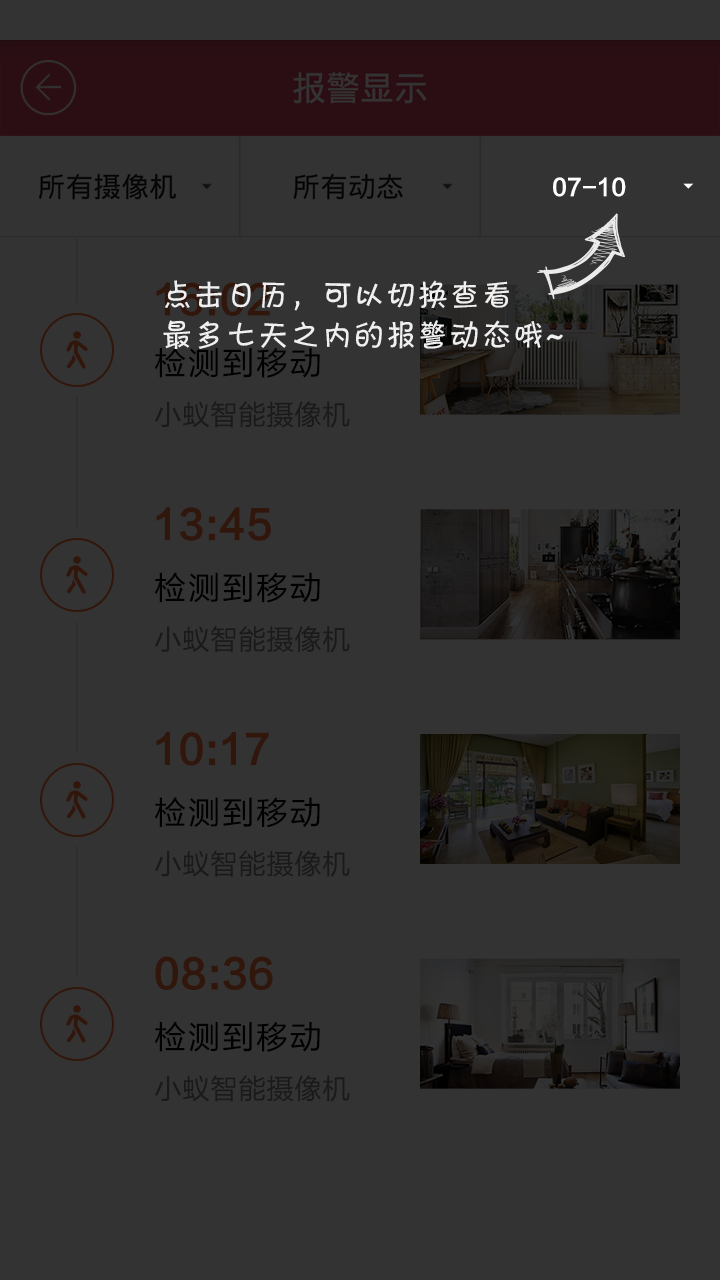 报警显示
所有摄像机
所有动态
07-10
点击日历，可以切换查看
最多七天之内的报警动态哦~
检测到移动
小蚁智能摄像机
13:45
检测到移动
小蚁智能摄像机
10:17
检测到移动
小蚁智能摄像机
08:36
检测到移动
小蚁智能摄像机